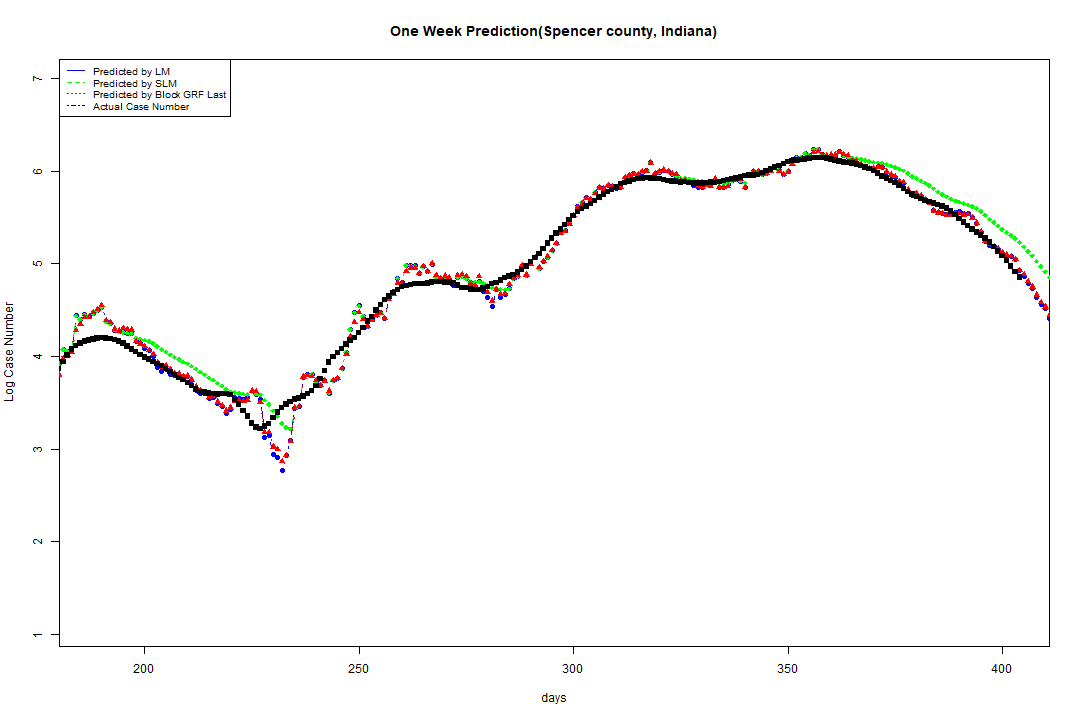 One Week Prediction(Spencer county, Indiana)
Predicted by LM
Predicted by SLM
Predicted by Block GRF Last
Actual Case Number
Log Case Number
7
6
5
4
3
2
1
200 250 300 350 400
days